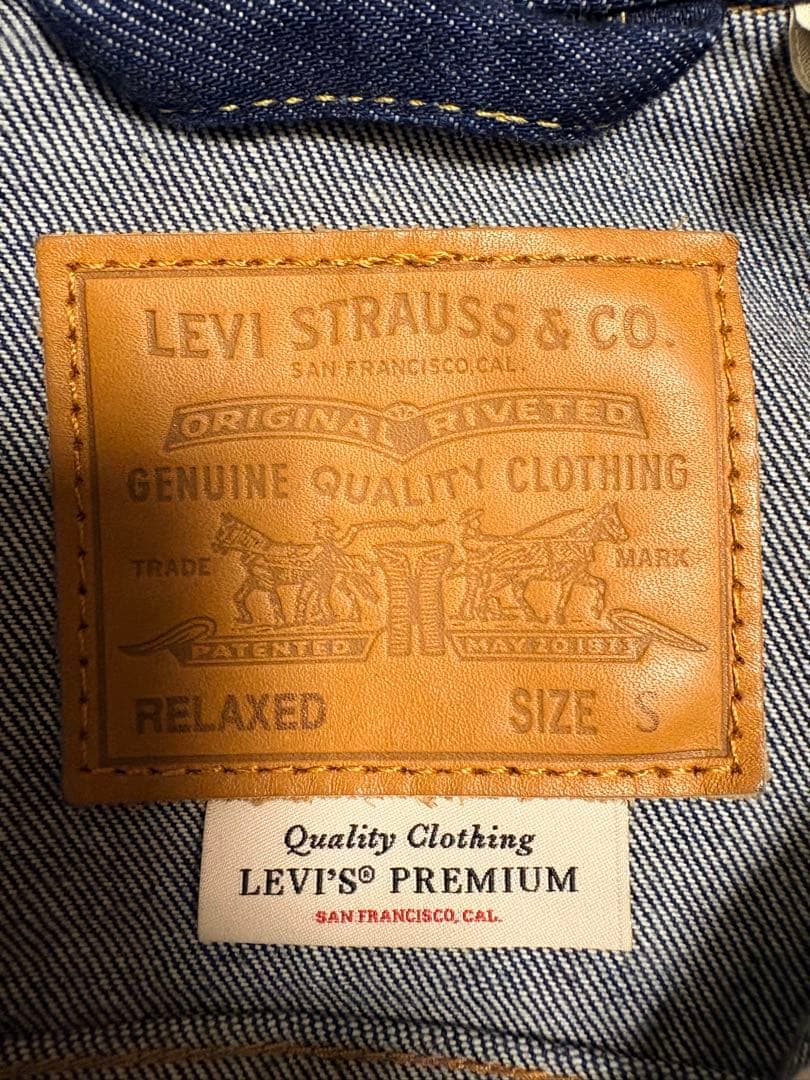 LEVI STRAUSS & CO.
SAN FRANCISCO, CAL.
ORIGINAL RIVETED
GENUINE QUALITY CLOTHING
TRADE MARK
PATENTED MAY 20 1873
RELAXED SIZE S
Quality Clothing
LEVI'S® PREMIUM
SAN FRANCISCO, CAL.